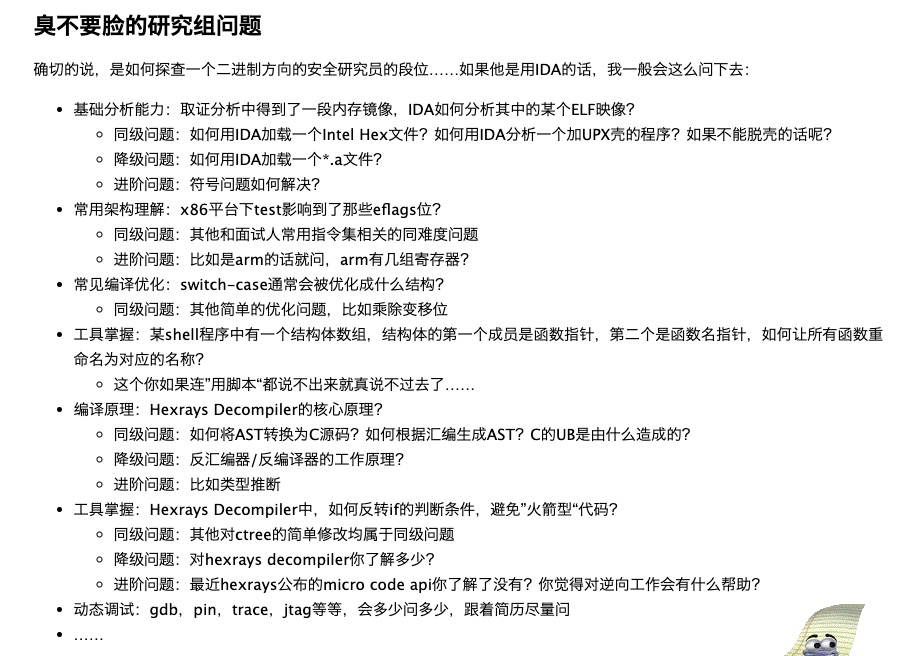 臭不要脸的研究组问题
确切的说，是如何探查一个二进制方向的安全研究员的段位……如果他是用IDA的话，我一般会这么问下去：
• 基础分析能力：取证分析中得到了一段内存镜像，IDA如何分析其中的某个ELF映像？
◦ 同级问题：如何用IDA加载一个Intel Hex文件？如何用IDA分析一个加UPX壳的程序？如果不能脱壳的话呢？
◦ 降级问题：如何用IDA加载一个*.a文件？
◦ 进阶问题：符号问题如何解决？
• 常用架构理解：x86平台下test影响到了那些eflags位？
◦ 同级问题：其他和面试人常用指令集相关的同难度问题
◦ 进阶问题：比如是arm的话就问，arm有几组寄存器？
• 常见编译优化：switch-case通常会被优化成什么结构？
◦ 同级问题：其他简单的优化问题，比如乘除变移位
• 工具掌握：某shell程序中有一个结构体数组，结构体的第一个成员是函数指针，第二个是函数名指针，如何让所有函数重
命名为对应的名称？
◦ 这个你如果连”用脚本“都说不出来就真说不过去了……
• 编译原理：Hexrays Decompiler的核心原理？
◦ 同级问题：如何将AST转换为C源码？如何根据汇编生成AST？C的UB是由什么造成的？
◦ 降级问题：反汇编器/反编译器的工作原理？
◦ 进阶问题：比如类型推断
• 工具掌握：Hexrays Decompiler中，如何反转if的判断条件，避免”火箭型“代码？
◦ 同级问题：其他对ctree的简单修改均属于同级问题
◦ 降级问题：对hexrays decompiler你了解多少？
◦ 进阶问题：最近hexrays公布的micro code api你了解了没有？你觉得对逆向工作会有什么帮助？
• 动态调试：gdb，pin，trace，jtag等等，会多少问多少，跟着简历尽量问
• ……